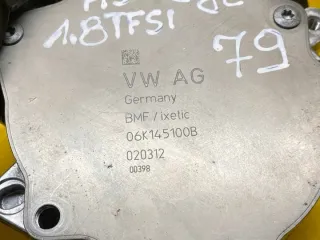 1.8TFSI
79
VW AG
Germany
BMF/ixetic
06K145100B
020312
00398